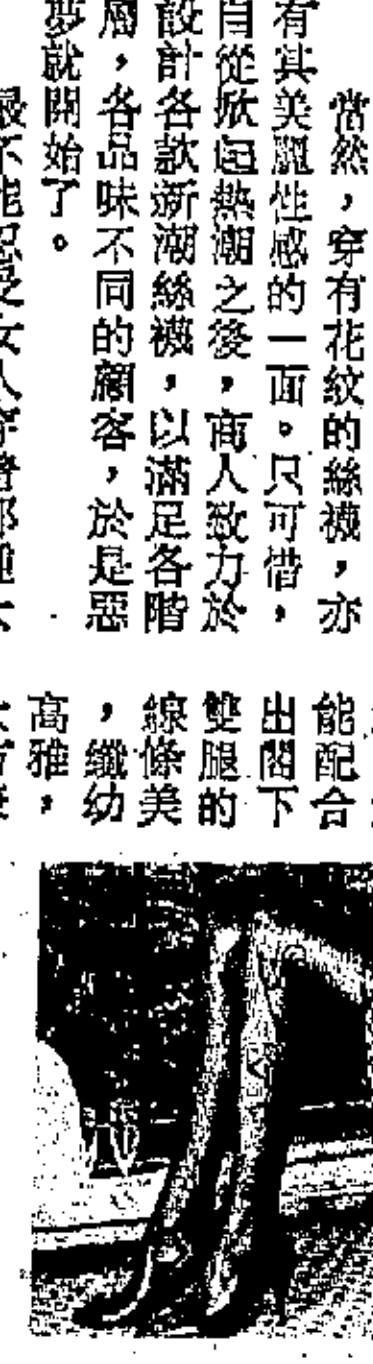 當然，穿有花紋的絲襪，亦
有其美麗性感的一面。只可惜，
自從掀起熱潮之後，商人致力於
設計各款新潮絲襪，以滿足各階
層，各品味不同的顧客，於是惡
夢就開始了。
最不能忍受女人穿着那種
能配合
出閣下
雙腿的
線條美
，纖幼
高雅，